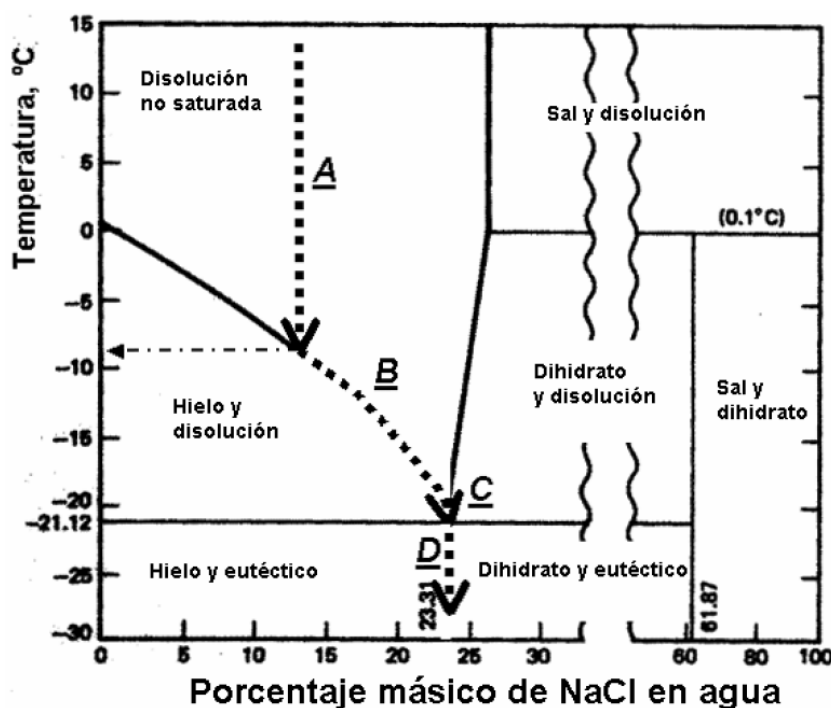 Temperatura, ºC
15
10
5
0
–5
–10
–15
–20
–21.12
–25
–30
Disolución
no saturada
A
Sal y disolución
(0.1°C)
B
Hielo y
disolución
Dihidrato
y disolución
Sal y
dihidrato
C
D
Hielo y eutéctico
Dihidrato y eutéctico
23.31
61.87
0
5
15
20
25
30
60
80
100
Porcentaje másico de NaCl en agua